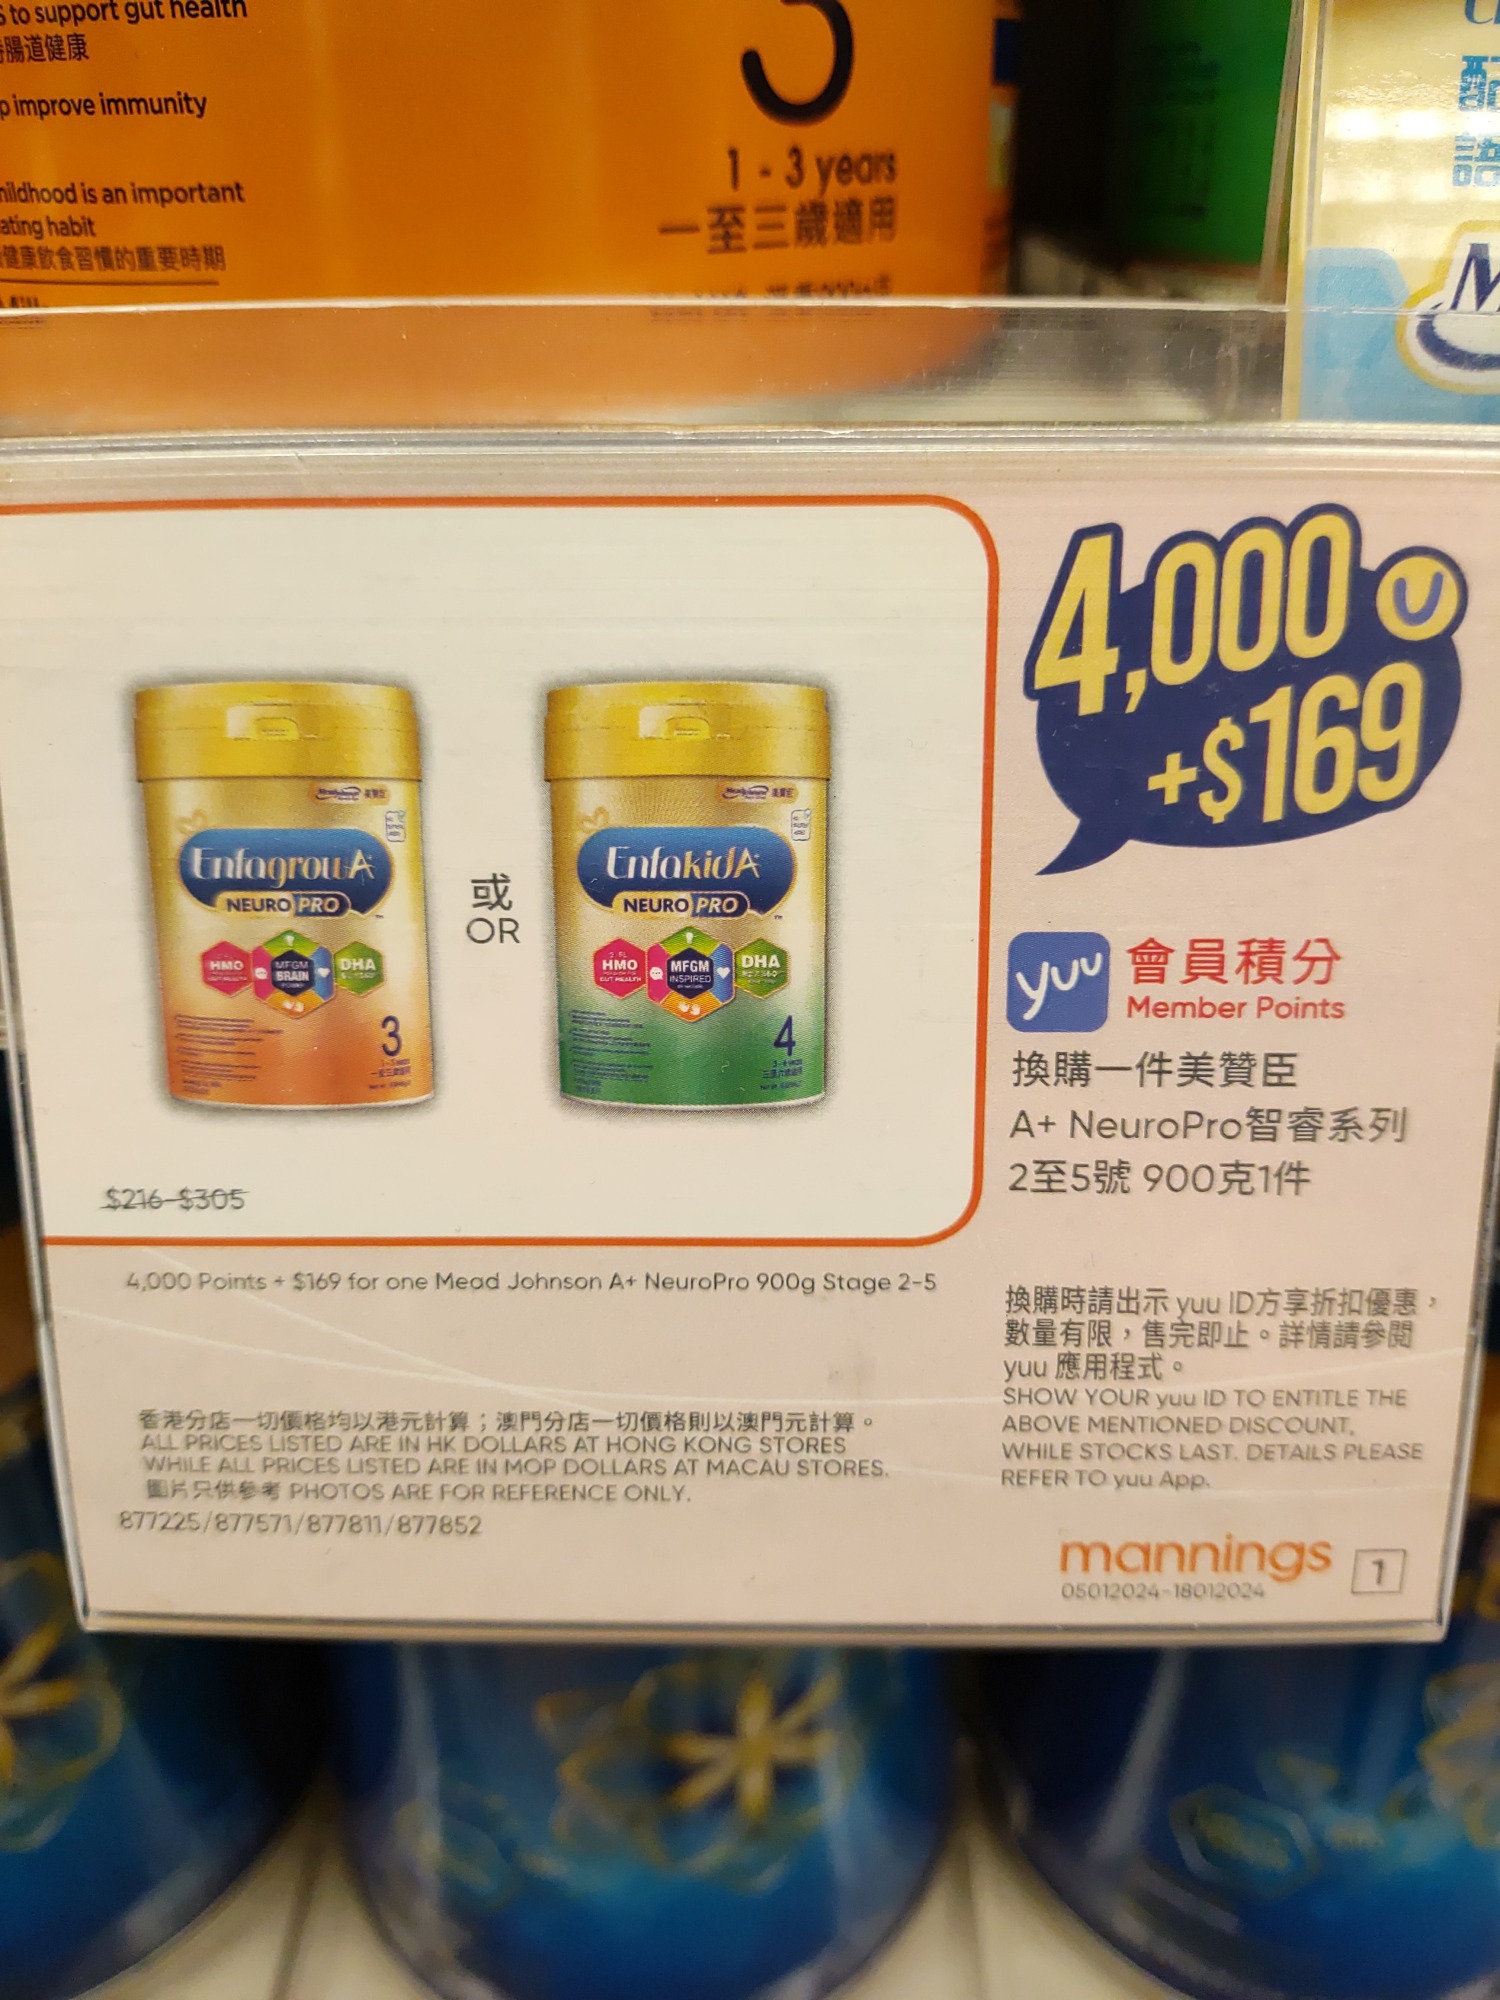 to support gut health
腸道健康
improve immunity
is an important
habit
健康飲食習慣的重要時期
3
1 - 3 years
一至三歲適用
4,000
+$169
EnfagrowA+
NEUROPRO
HMO
MFGM
BRAIN
DHA
3
或
OR
EnfakidA+
NEUROPRO
HMO
MFGM
INSPIRED
DHA
4
$216-$305
yuu 會員積分
Member Points
換購一件美贊臣
A+ NeuroPro智睿系列
2至5號 900克1件
4,000 Points + $169 for one Mead Johnson A+ NeuroPro 900g Stage 2-5
換購時請出示 yuu ID方享折扣優惠，
數量有限，售完即止。詳情請參閱
yuu 應用程式。
SHOW YOUR yuu ID TO ENTITLE THE
ABOVE MENTIONED DISCOUNT,
WHILE STOCKS LAST. DETAILS PLEASE
REFER TO yuu App.
香港分店一切價格均以港元計算；澳門分店一切價格則以澳門元計算。
ALL PRICES LISTED ARE IN HK DOLLARS AT HONG KONG STORES
WHILE ALL PRICES LISTED ARE IN MOP DOLLARS AT MACAU STORES.
圖片只供參考 PHOTOS ARE FOR REFERENCE ONLY.
877225/877571/877811/877852
mannings
05012024-18012024
1